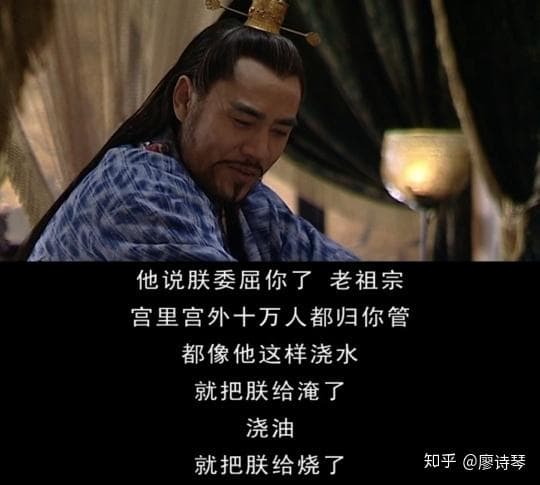 他说朕委屈你了 老祖宗
宫里宫外十万人都归你管
都像他这样浇水
就把朕给淹了
浇油
就把朕给烧了
知乎 @廖诗琴